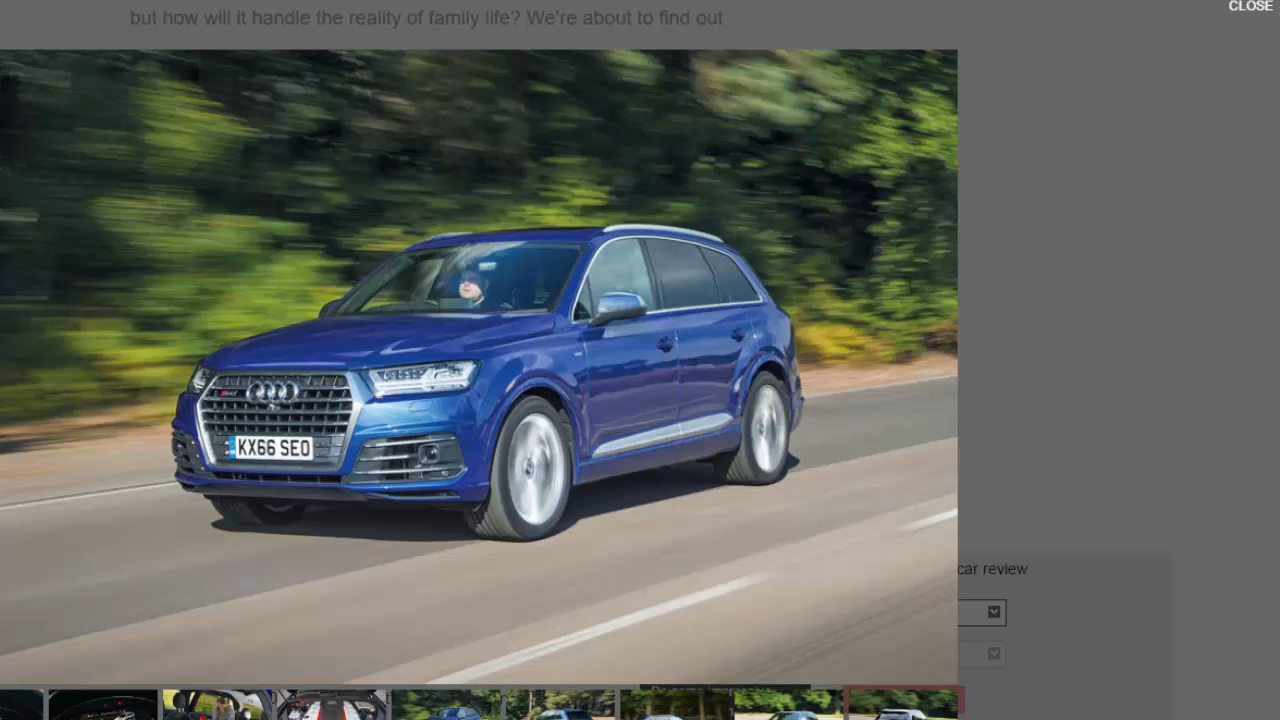 but how will it handle the reality of family life? We're about to find out
CLOSE
KX66 SEO
car review